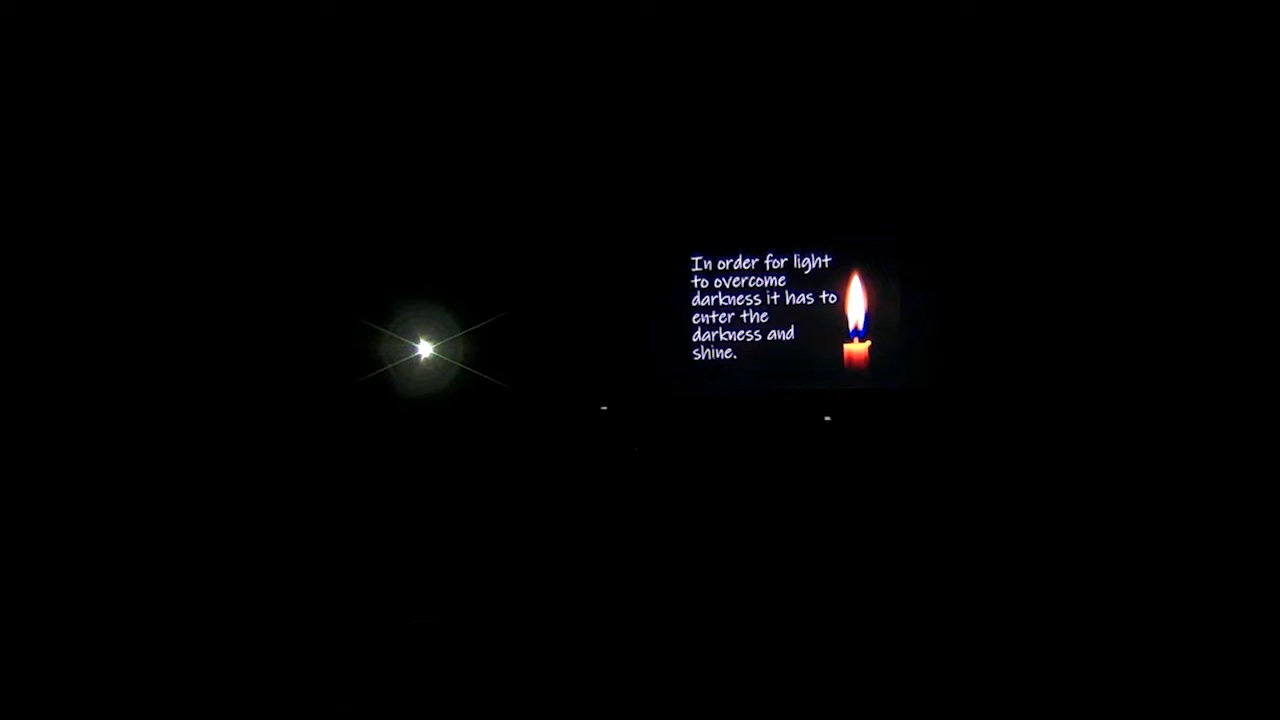 In order for light
to overcome
darkness it has to
enter the
darkness and
shine.